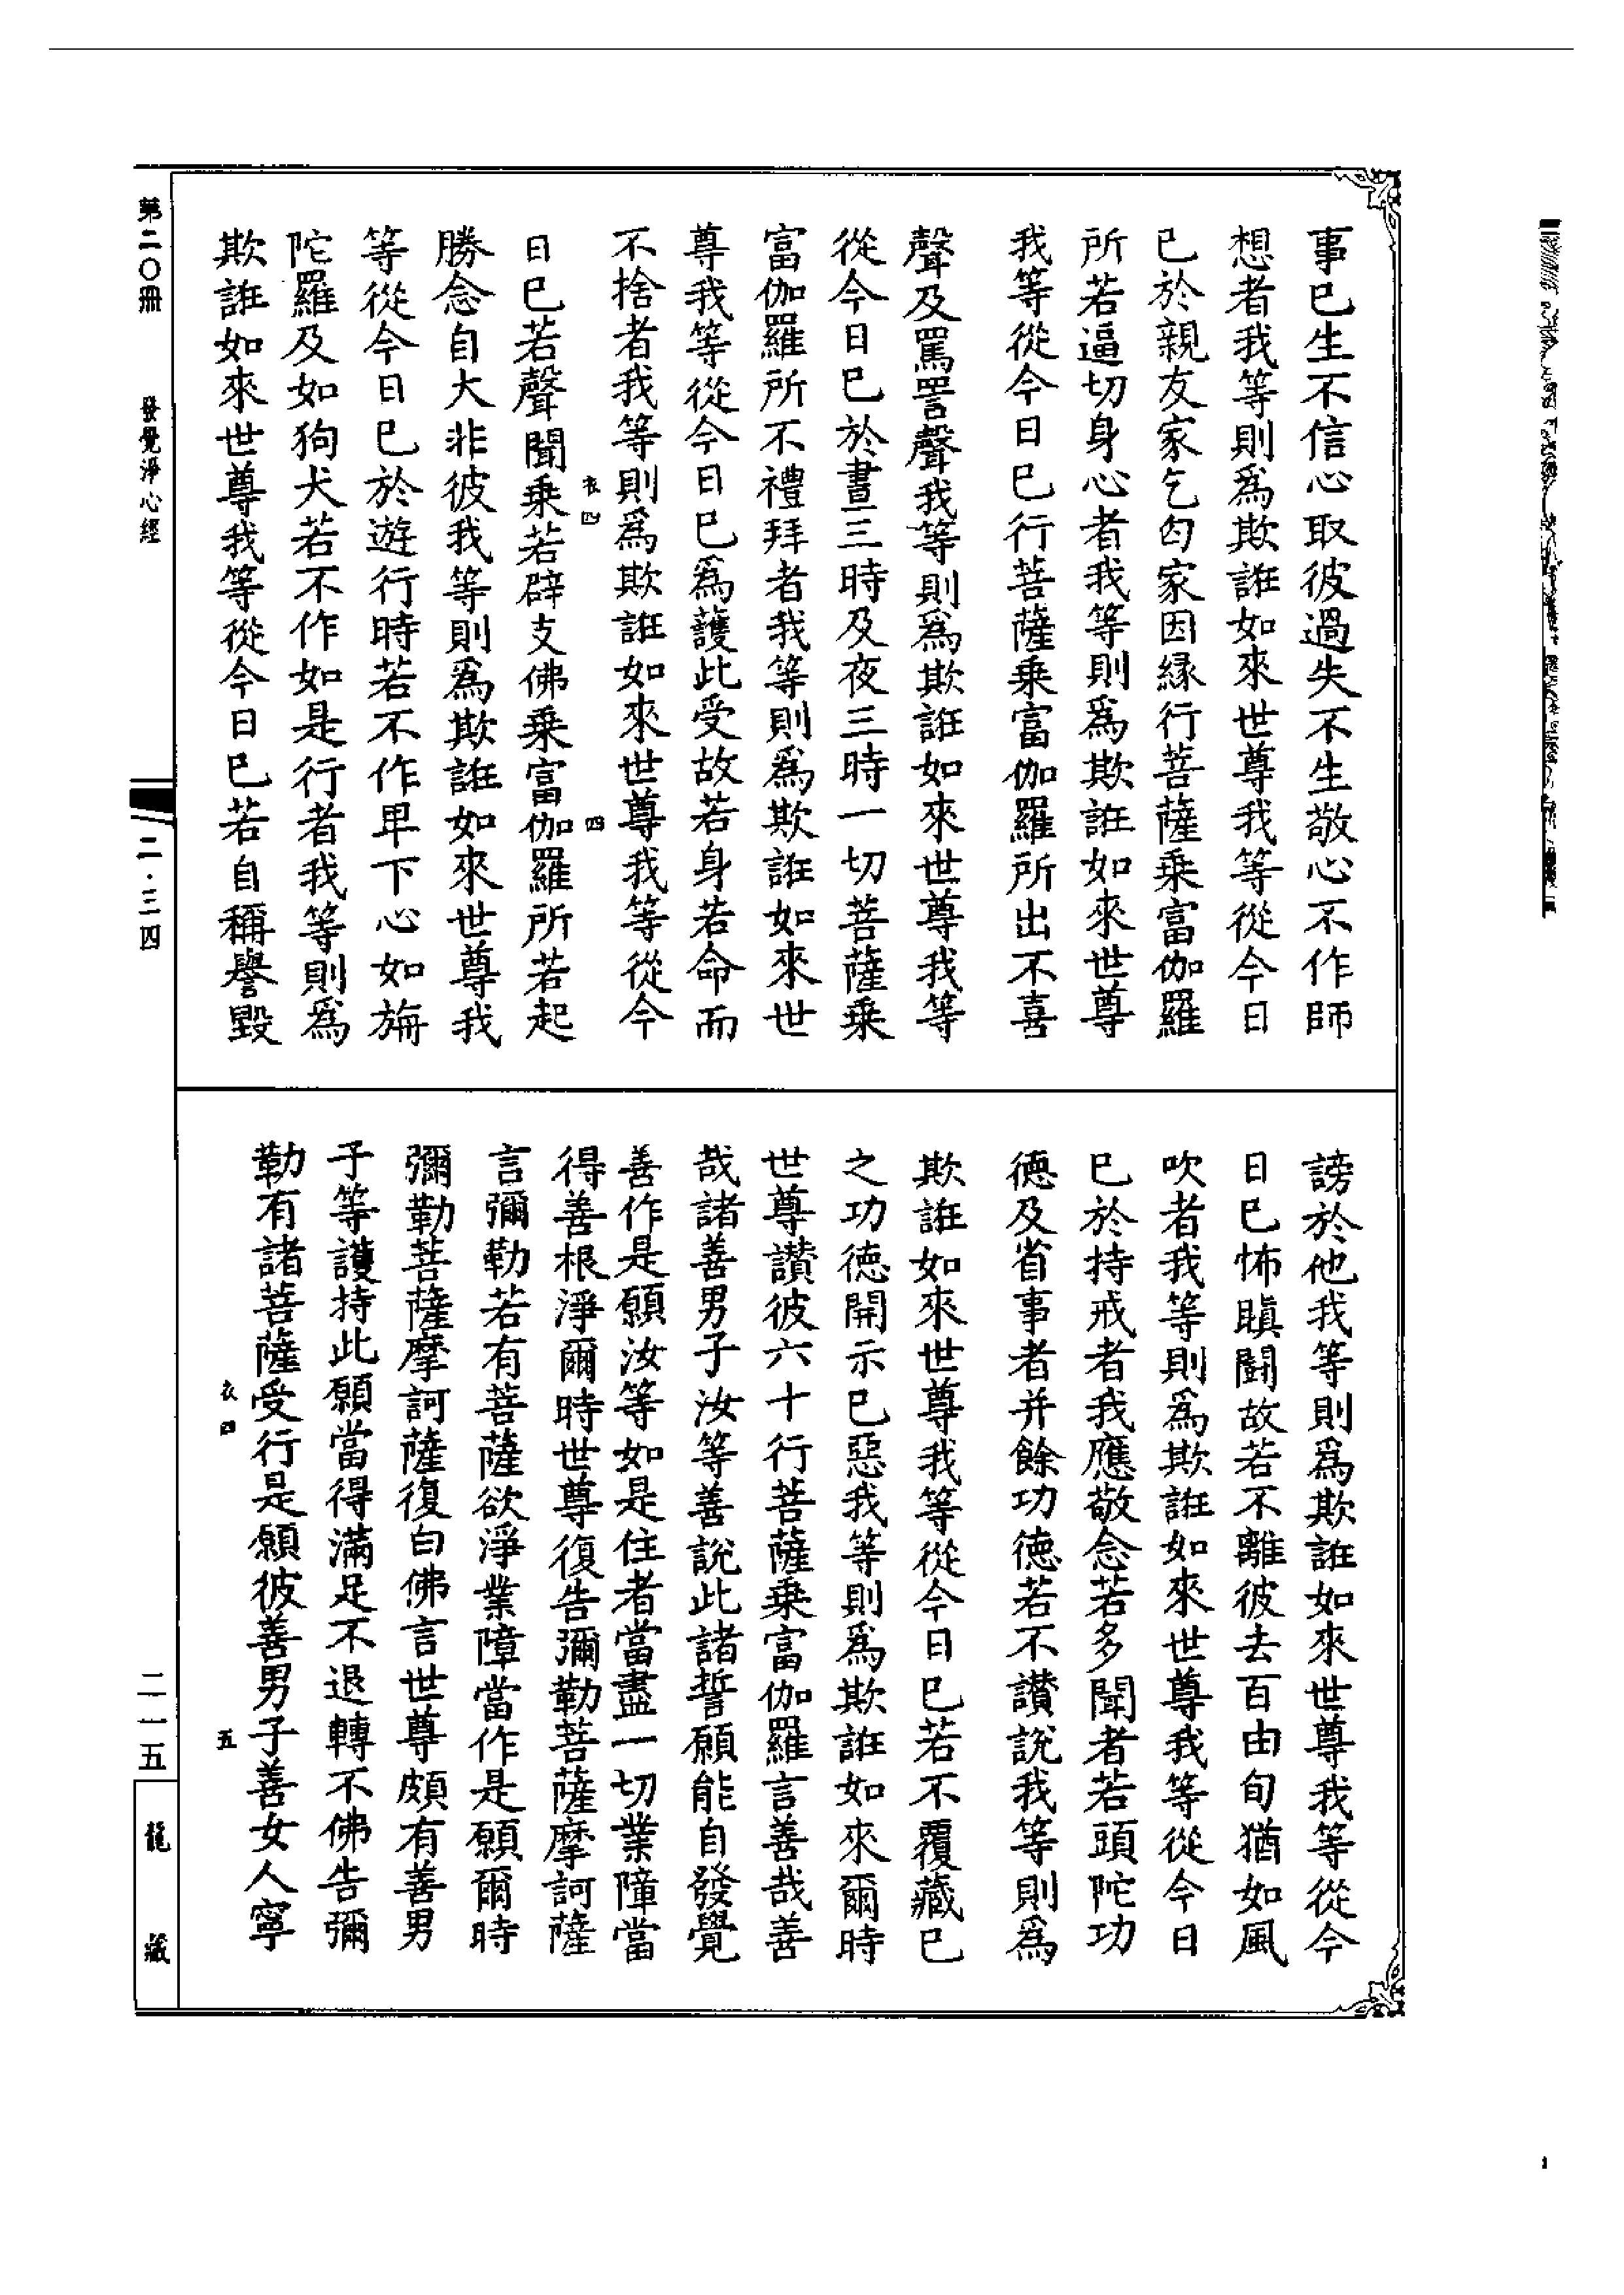 事已生不信心取彼過失不生敬心不作師
想者我等則爲欺誑如來世尊我等從今日
已於親友家乞匃家因縁行菩薩乗富伽羅
所若逼切身心者我等則爲欺誑如來世尊
我等從今日已行菩薩乗富伽羅所出不喜
聲及罵詈聲我等則爲欺誑如來世尊我等
從今日已於晝三時及夜三時一切菩薩乗
富伽羅所不禮拜者我等則爲欺誑如來世
尊我等從今日已爲護此受故若身若命而
不捨者我等則爲欺誑如來世尊我等從今
衣四
四
日已若聲聞乗若辟支佛乗富伽羅所若起
勝念自大非彼我等則爲欺誑如來世尊我
等從今日已於遊行時若不作卑下心如旃
陀羅及如狗犬若不作如是行者我等則爲
欺誑如來世尊我等從今日已若自稱譽毀
謗於他我等則爲欺誑如來世尊我等從今
日已怖瞋鬪故若不離彼去百由旬猶如風
吹者我等則爲欺誑如來世尊我等從今日
已於持戒者我應敬念若多聞者若頭陀功
德及省事者并餘功德若不讃說我等則爲
欺誑如來世尊我等從今日已若不覆藏已
之功德開示已惡我等則爲欺誑如來爾時
世尊讃彼六十行菩薩乗富伽羅言善哉善
哉諸善男子汝等善說此諸誓願能自發覺
善作是願汝等如是住者當盡一切業障當
得善根淨爾時世尊復告彌勒菩薩摩訶薩
言彌勒若有菩薩欲淨業障當作是願爾時
彌勒菩薩摩訶薩復白佛言世尊頗有善男
子等護持此願當得滿足不退轉不佛告彌
勒有諸菩薩受行是願彼善男子善女人寧
衣四
五
第二〇冊
發覺淨心經
二·三四
二一五
龍藏